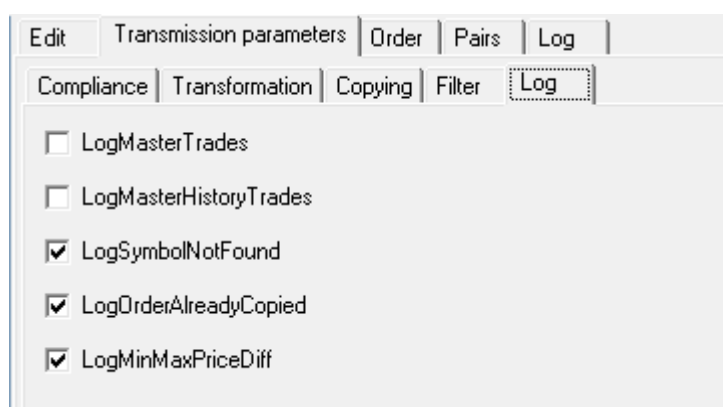 Edit Transmission parameters Order Pairs Log
Compliance Transformation Copying Filter Log
LogMasterTrades
LogMasterHistoryTrades
LogSymbolNotFound
LogOrderAlreadyCopied
LogMinMaxPriceDiff